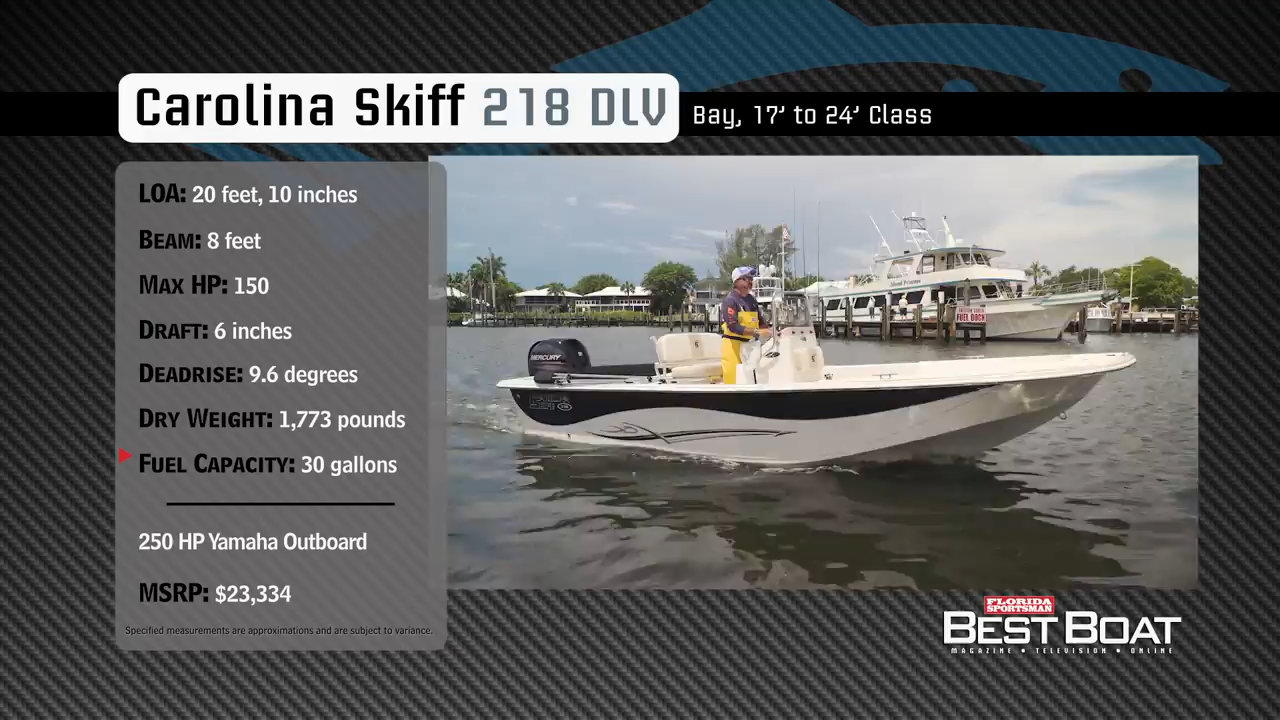 Carolina Skiff 218 DLV
Bay, 17’ to 24’ Class
LOA: 20 feet, 10 inches
BEAM: 8 feet
MAX HP: 150
DRAFT: 6 inches
DEADRISE: 9.6 degrees
DRY WEIGHT: 1,773 pounds
FUEL CAPACITY: 30 gallons
250 HP Yamaha Outboard
MSRP: $23,334
Specified measurements are approximations and are subject to variance.
MERCURY
FUEL DOCK
FLORIDA
SPORTSMAN
BEST BOAT
MAGAZINE • TELEVISION • ONLINE